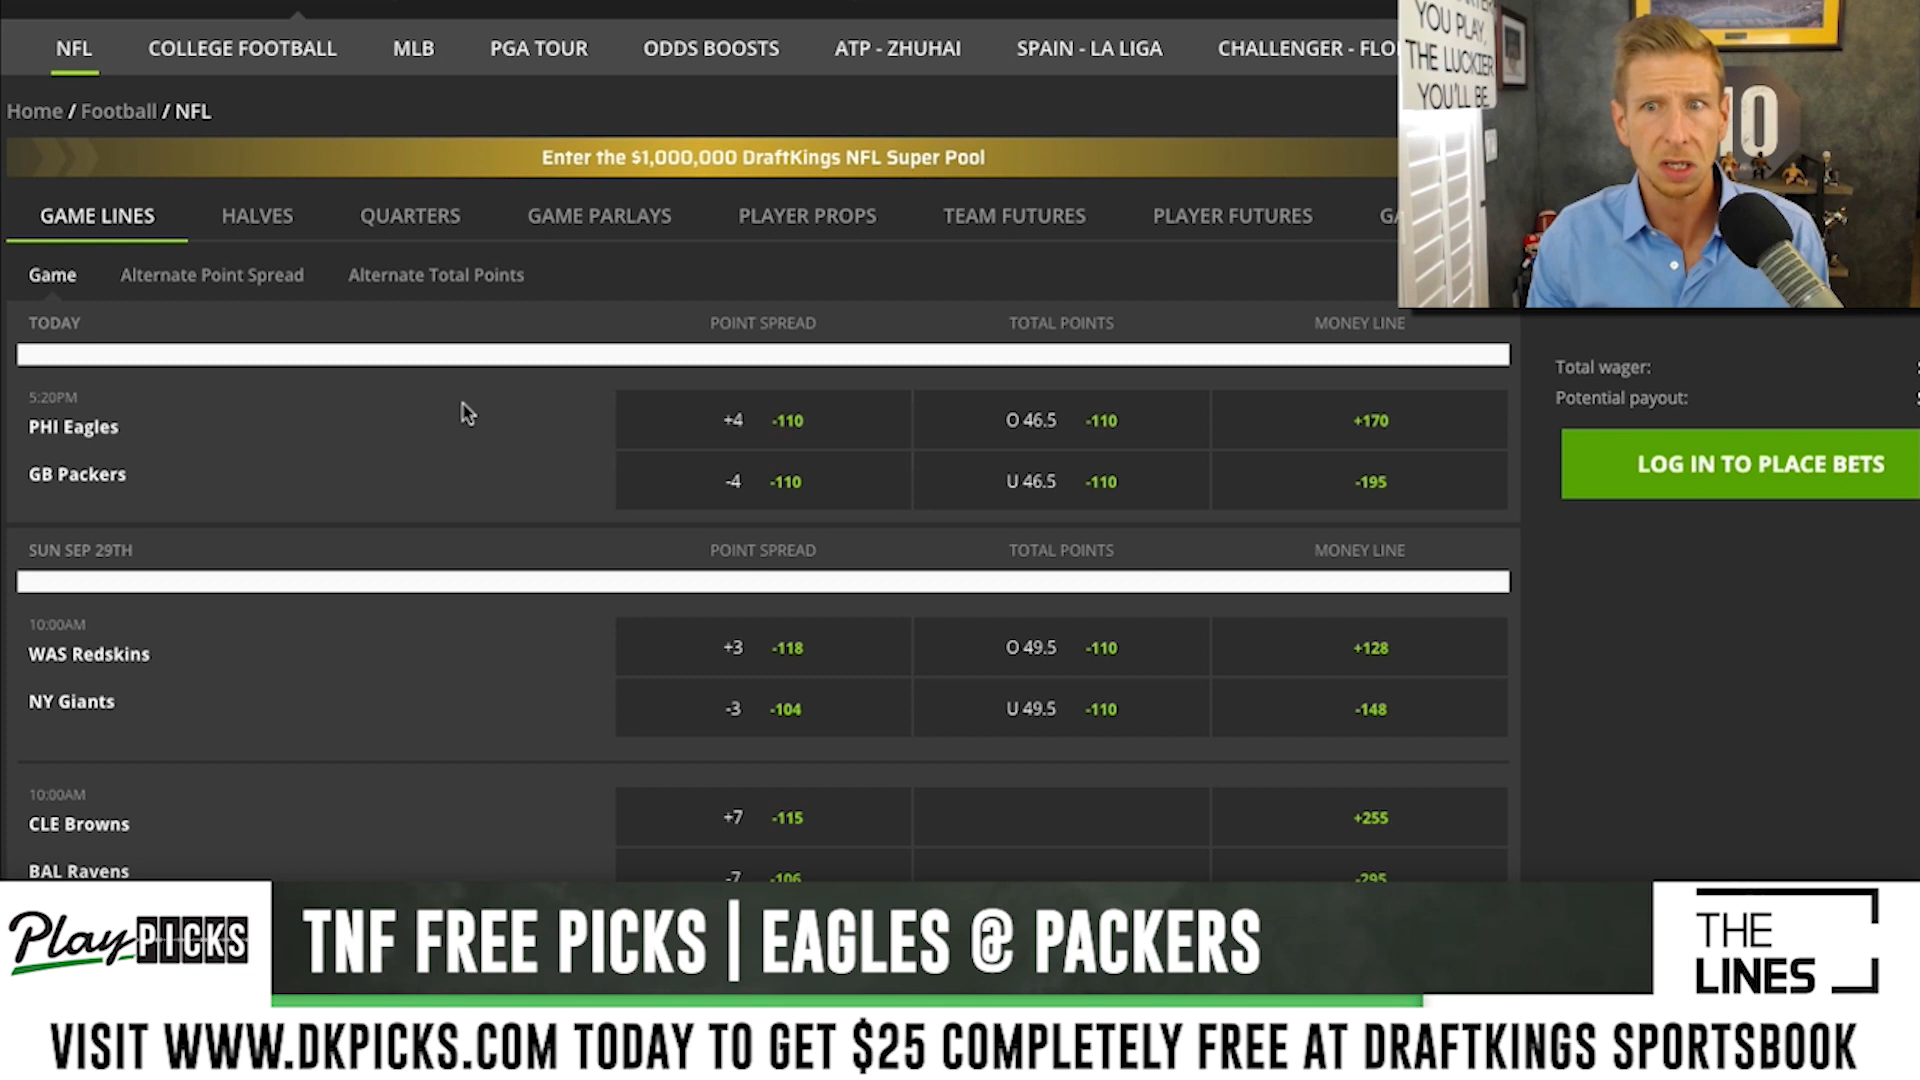 NFL COLLEGE FOOTBALL MLB PGA TOUR ODDS BOOSTS ATP - ZHUHAI SPAIN - LA LIGA CHALLENGER - FLO
YOU PLAY,
THE LUCKIER
YOU'LL BE
10
Home / Football / NFL
Enter the $1,000,000 DraftKings NFL Super Pool
GAME LINES HALVES QUARTERS GAME PARLAYS PLAYER PROPS TEAM FUTURES PLAYER FUTURES
Game Alternate Point Spread Alternate Total Points
TODAY POINT SPREAD TOTAL POINTS MONEY LINE
5:20PM
PHI Eagles +4 -110 O 46.5 -110 +170
GB Packers -4 -110 U 46.5 -110 -195
Total wager:
Potential payout:
LOG IN TO PLACE BETS
SUN SEP 29TH POINT SPREAD TOTAL POINTS MONEY LINE
10:00AM
WAS Redskins +3 -118 O 49.5 -110 +128
NY Giants -3 -104 U 49.5 -110 -148
10:00AM
CLE Browns +7 -115 +255
BAL Ravens -7 -106 -295
PlayPICKS
TNF FREE PICKS | EAGLES @ PACKERS
THE
LINES
VISIT WWW.DKPICKS.COM TODAY TO GET $25 COMPLETELY FREE AT DRAFTKINGS SPORTSBOOK